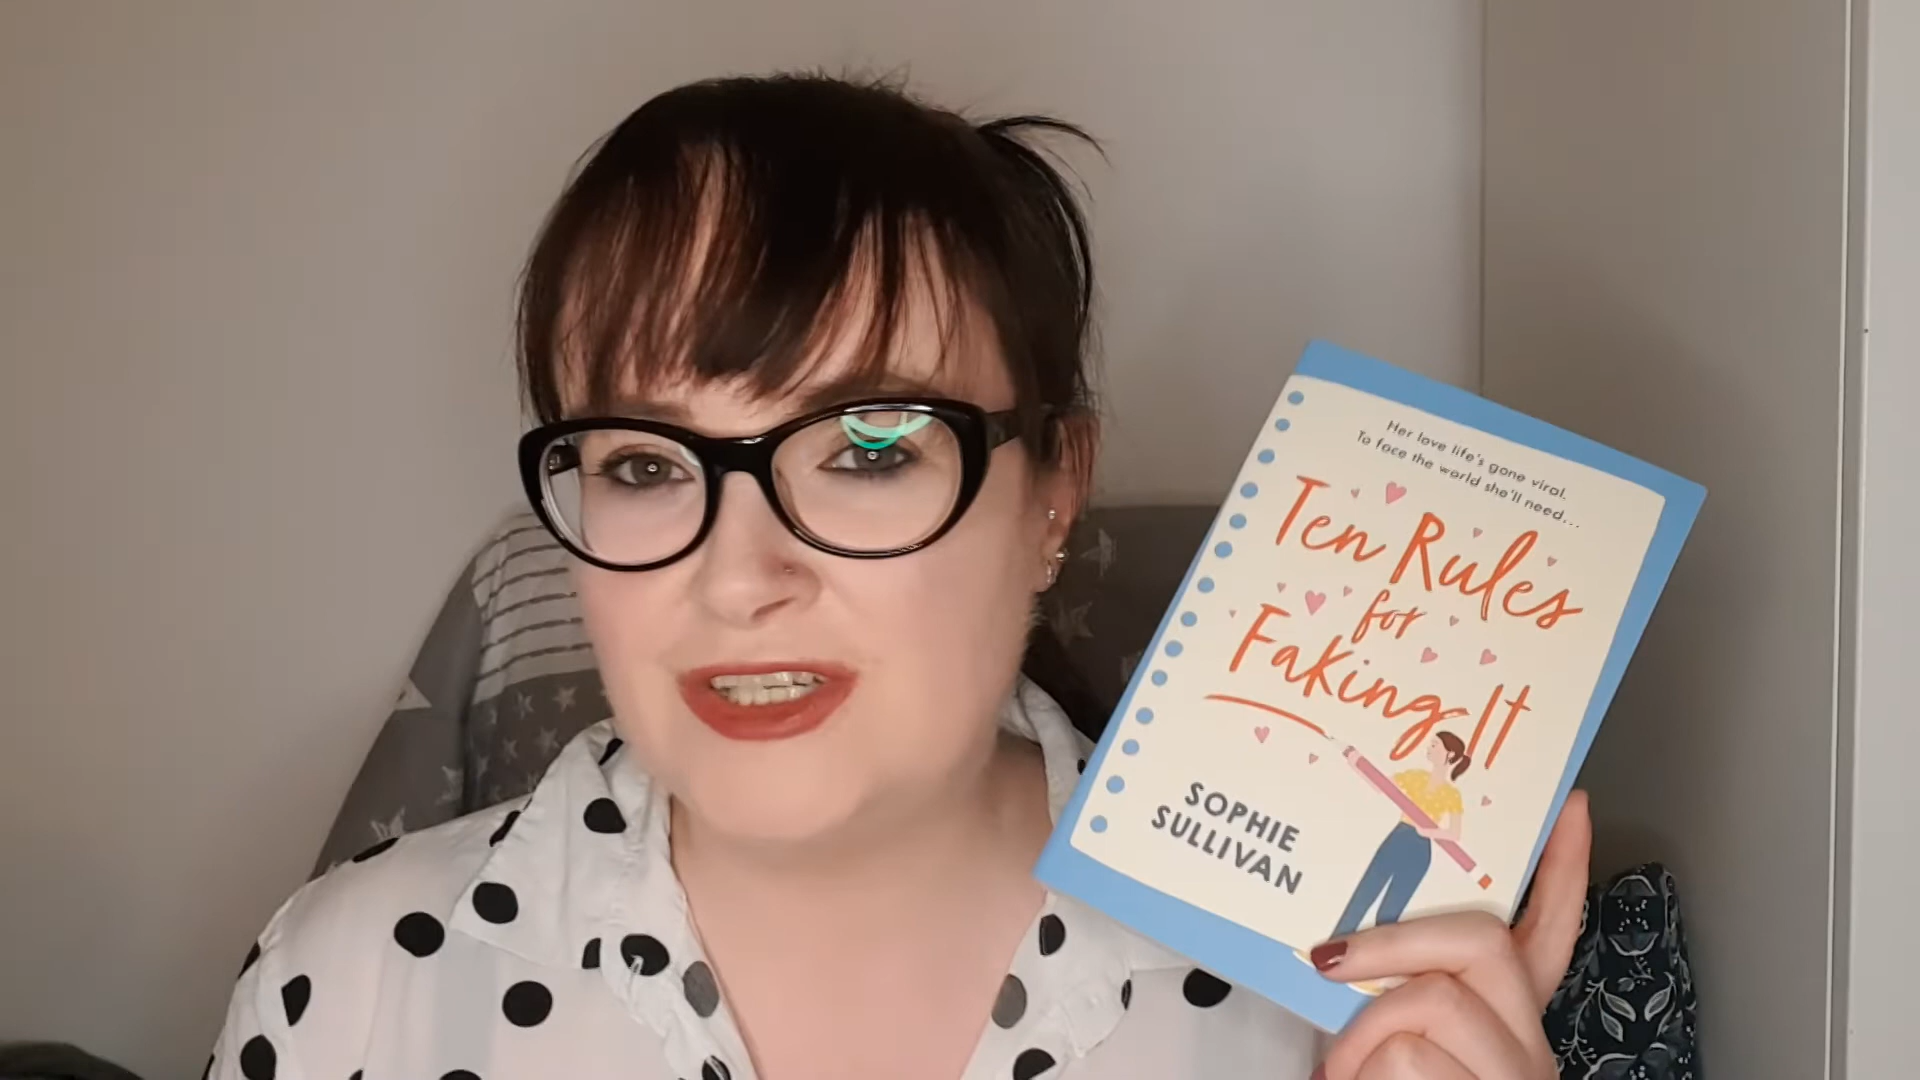 Her love life's gone viral.
To face the world she'll need...
Ten Rules
for
Faking It
SOPHIE
SULLIVAN